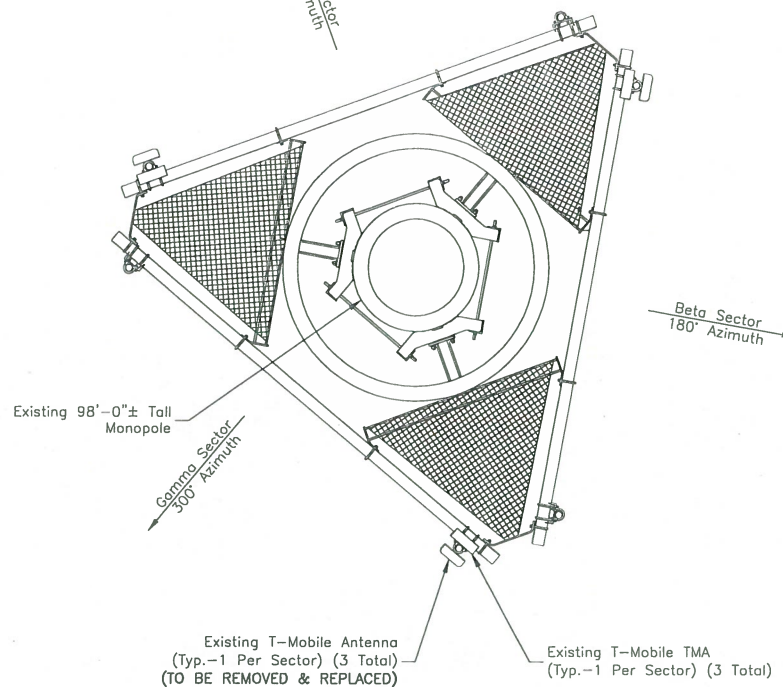 Beta Sector
180° Azimuth
Existing 98'-0"± Tall
Monopole
Gamma Sector
300° Azimuth
Existing T-Mobile Antenna
(Typ.-1 Per Sector) (3 Total)
(TO BE REMOVED & REPLACED)
Existing T-Mobile TMA
(Typ.-1 Per Sector) (3 Total)